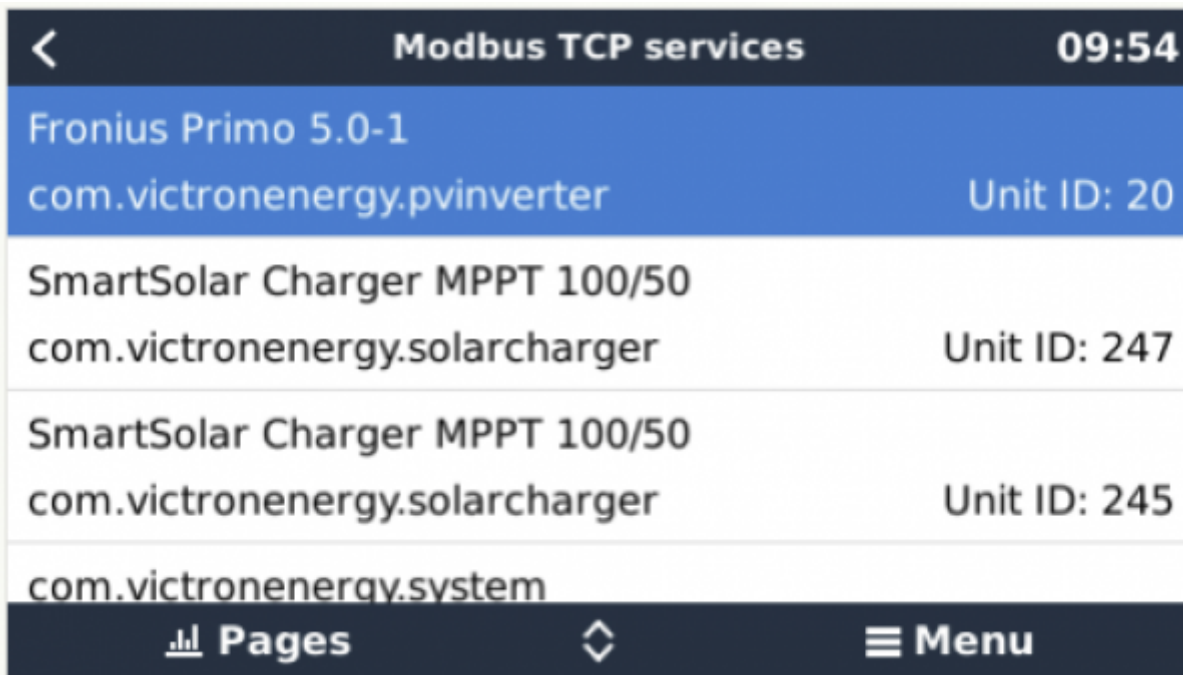 Modbus TCP services 09:54
Fronius Primo 5.0-1
com.victronenergy.pvinverter Unit ID: 20
SmartSolar Charger MPPT 100/50
com.victronenergy.solarcharger Unit ID: 247
SmartSolar Charger MPPT 100/50
com.victronenergy.solarcharger Unit ID: 245
com.victronenergy.system
Pages Menu